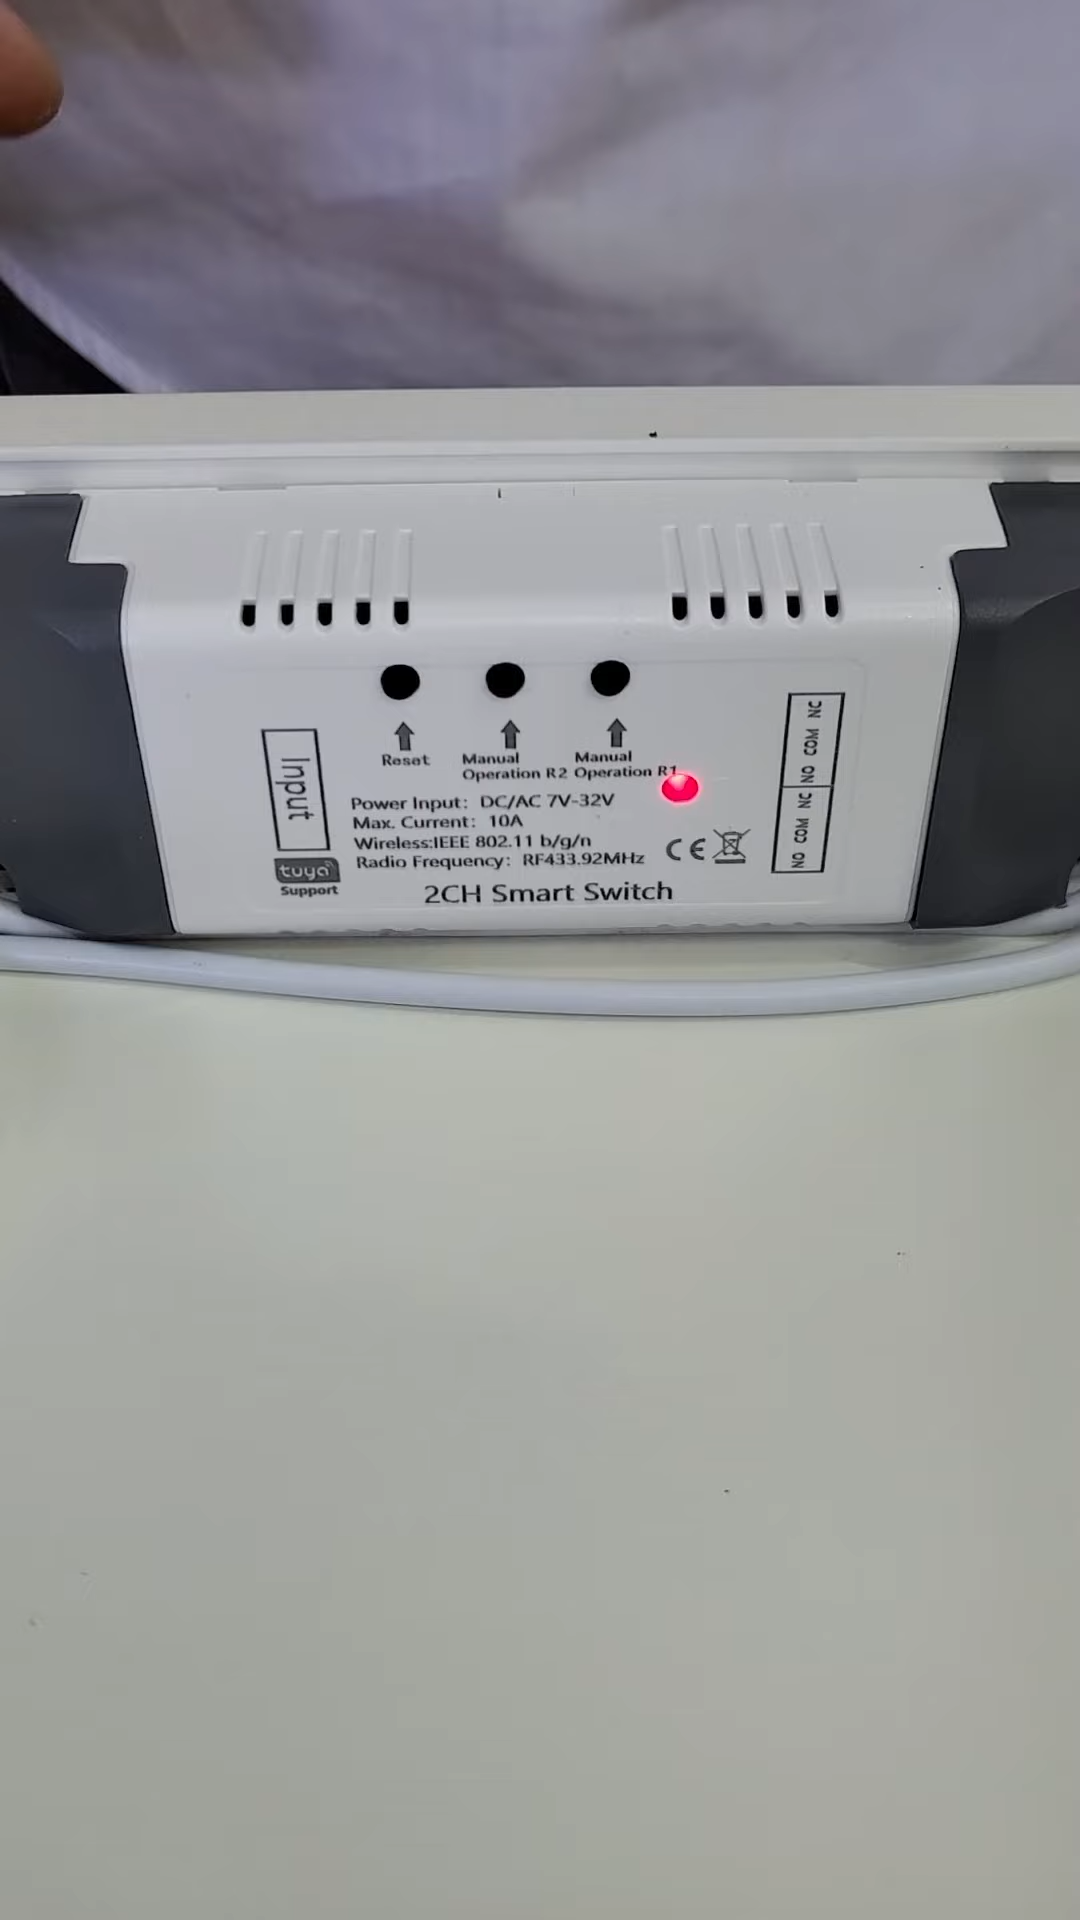 Reset
Manual
Operation R2
Manual
Operation R1
Input
NO COM NC NO COM NC
Power Input: DC/AC 7V-32V
Max. Current: 10A
Wireless:IEEE 802.11 b/g/n
Radio Frequency: RF433.92MHz
CE
tuya
Support
2CH Smart Switch